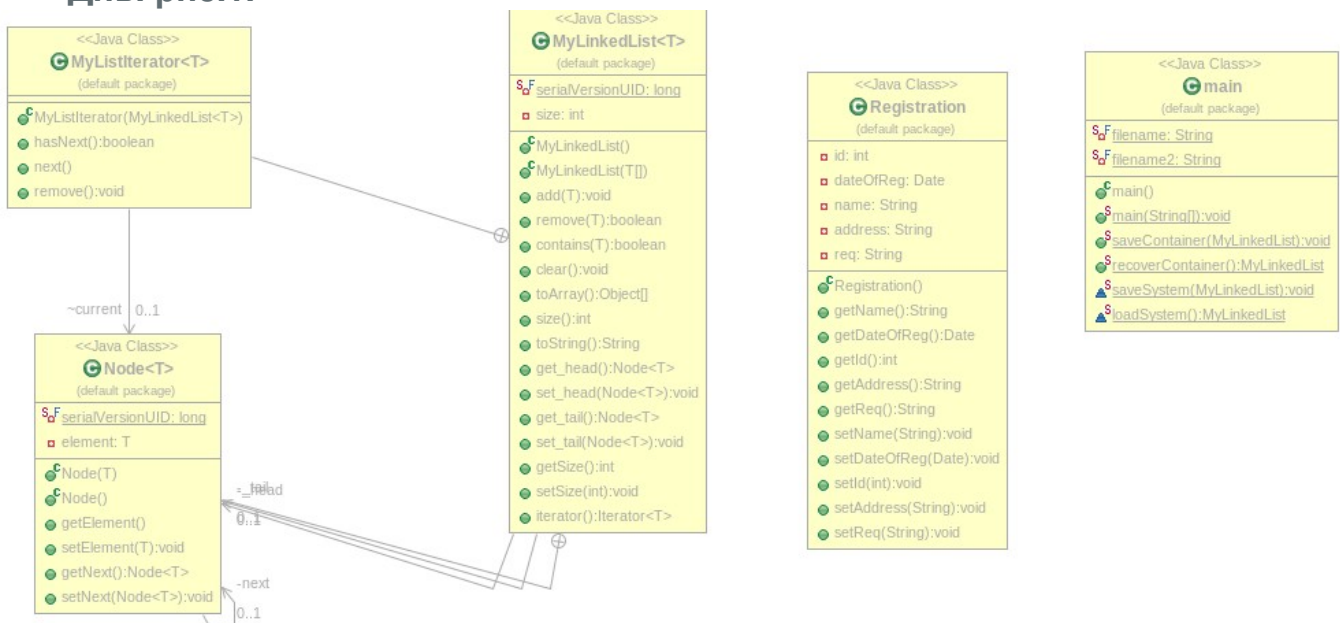 <<Java Class>>
MyListIterator<T>
(default package)
MyListIterator(MyLinkedList<T>)
hasNext():boolean
next()
remove():void
~current 0..1
<<Java Class>>
Node<T>
(default package)
serialVersionUID: long
element: T
Node(T)
Node()
getElement()
setElement(T):void
getNext():Node<T>
setNext(Node<T>):void
0..1
-next
0..1
<<Java Class>>
MyLinkedList<T>
(default package)
serialVersionUID: long
size: int
MyLinkedList()
MyLinkedList(T[])
add(T):void
remove(T):boolean
contains(T):boolean
clear():void
toArray():Object[]
size():int
toString():String
get_head():Node<T>
set_head(Node<T>):void
get_tail():Node<T>
set_tail(Node<T>):void
getSize():int
setSize(int):void
iterator():Iterator<T>
<<Java Class>>
Registration
(default package)
id: int
dateOfReg: Date
name: String
address: String
req: String
Registration()
getName():String
getDateOfReg():Date
getId():int
getAddress():String
getReq():String
setName(String):void
setDateOfReg(Date):void
setId(int):void
setAddress(String):void
setReq(String):void
<<Java Class>>
main
(default package)
filename: String
filename2: String
main()
main(String[]):void
saveContainer(MyLinkedList):void
recoverContainer():MyLinkedList
saveSystem(MyLinkedList):void
loadSystem():MyLinkedList